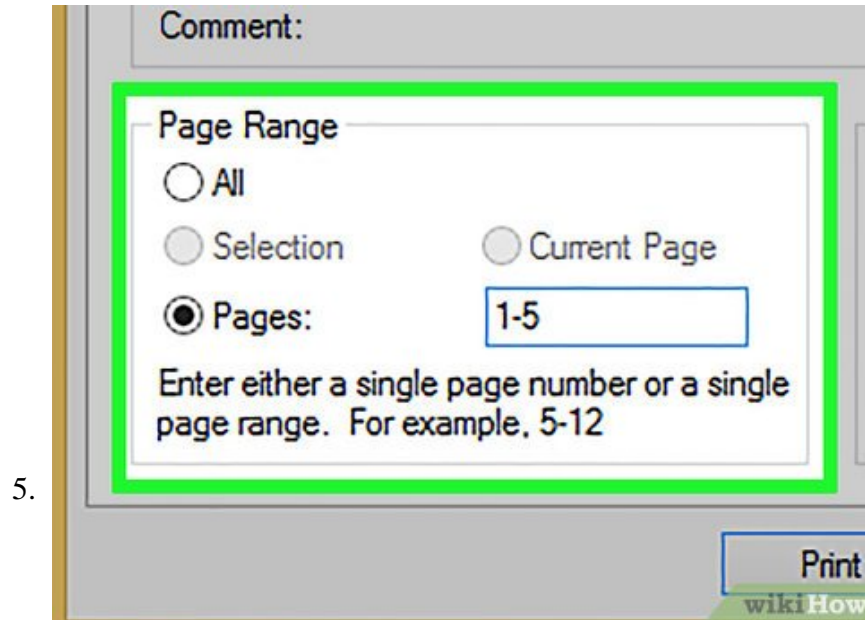 Comment:
Page Range
All
Selection
Current Page
Pages:
1-5
Enter either a single page number or a single
page range. For example, 5-12
5.
Print
wikiHow